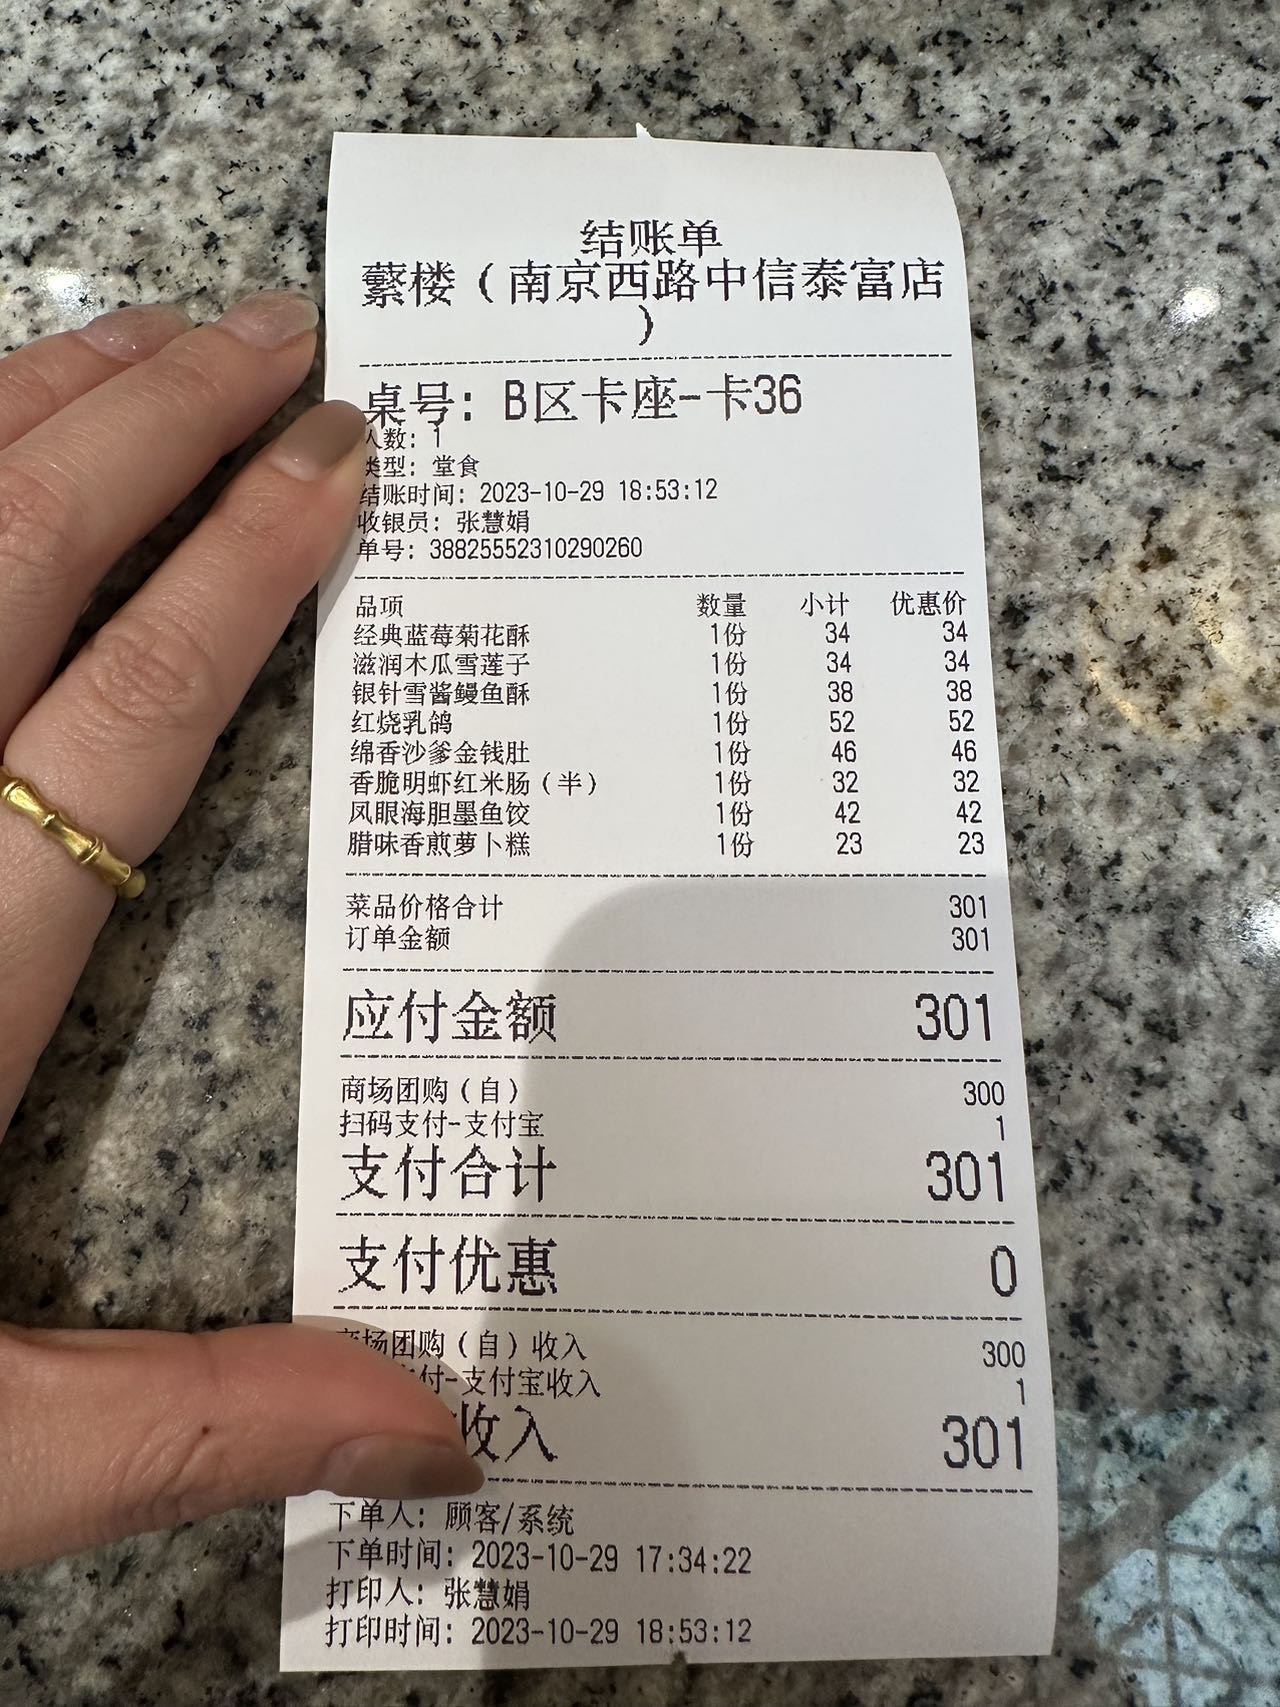 结账单
蘩楼（南京西路中信泰富店
）
桌号: B区卡座-卡36
人数: 1
类型: 堂食
结账时间: 2023-10-29 18:53:12
收银员: 张慧娟
单号: 38825552310290260
品项 数量 小计 优惠价
经典蓝莓菊花酥 1份 34 34
滋润木瓜雪莲子 1份 34 34
银针雪酱鳗鱼酥 1份 38 38
红烧乳鸽 1份 52 52
绵香沙爹金钱肚 1份 46 46
香脆明虾红米肠（半） 1份 32 32
凤眼海胆墨鱼饺 1份 42 42
腊味香煎萝卜糕 1份 23 23
菜品价格合计 301
订单金额 301
应付金额 301
商场团购（自） 300
扫码支付-支付宝 1
支付合计 301
支付优惠 0
商场团购（自）收入 300
付-支付宝收入 1
收入 301
下单人: 顾客/系统
下单时间: 2023-10-29 17:34:22
打印人: 张慧娟
打印时间: 2023-10-29 18:53:12